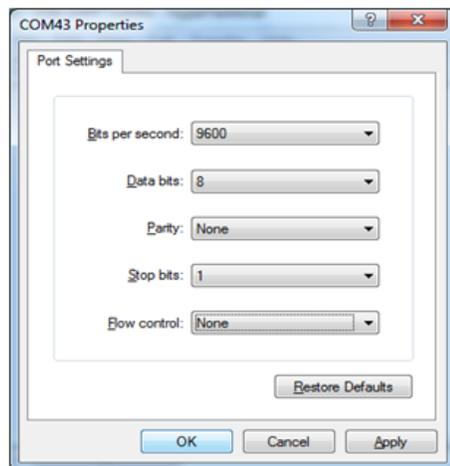 COM43 Properties
Port Settings
Bits per second: 9600
Data bits: 8
Parity: None
Stop bits: 1
Flow control: None
Restore Defaults
OK Cancel Apply